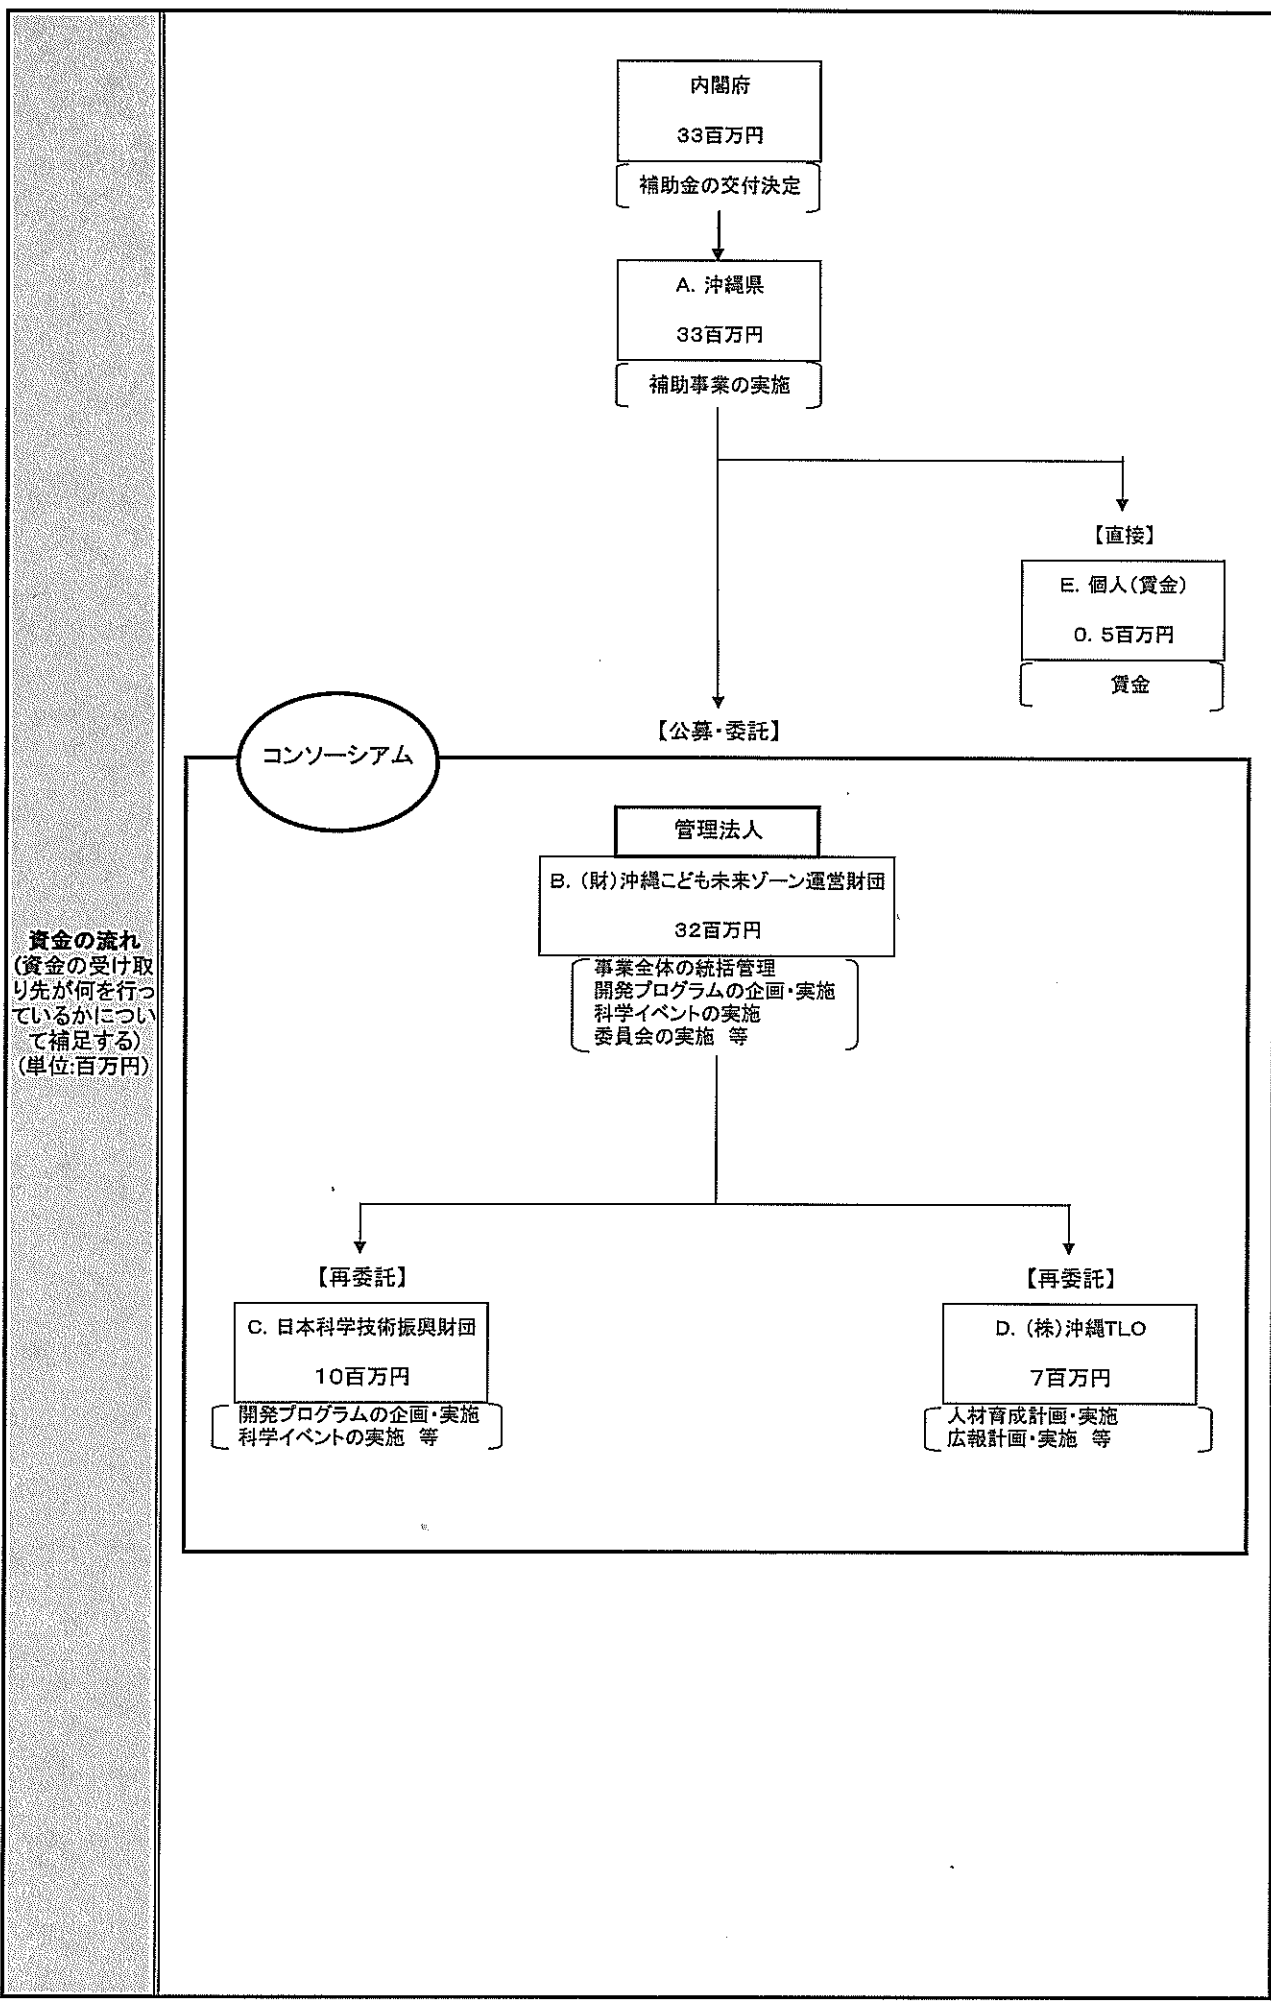 資金の流れ
(資金の受け取
り先が何を行っ
ているかについ
て補足する)
(単位:百万円)
内閣府
33百万円
補助金の交付決定
A. 沖縄県
33百万円
補助事業の実施
【直接】
E. 個人(賃金)
0. 5百万円
賃金
【公募・委託】
コンソーシアム
管理法人
B. (財)沖縄こども未来ゾーン運営財団
32百万円
事業全体の統括管理
開発プログラムの企画・実施
科学イベントの実施
委員会の実施 等
【再委託】
C. 日本科学技術振興財団
10百万円
開発プログラムの企画・実施
科学イベントの実施 等
【再委託】
D. (株)沖縄TLO
7百万円
人材育成計画・実施
広報計画・実施 等